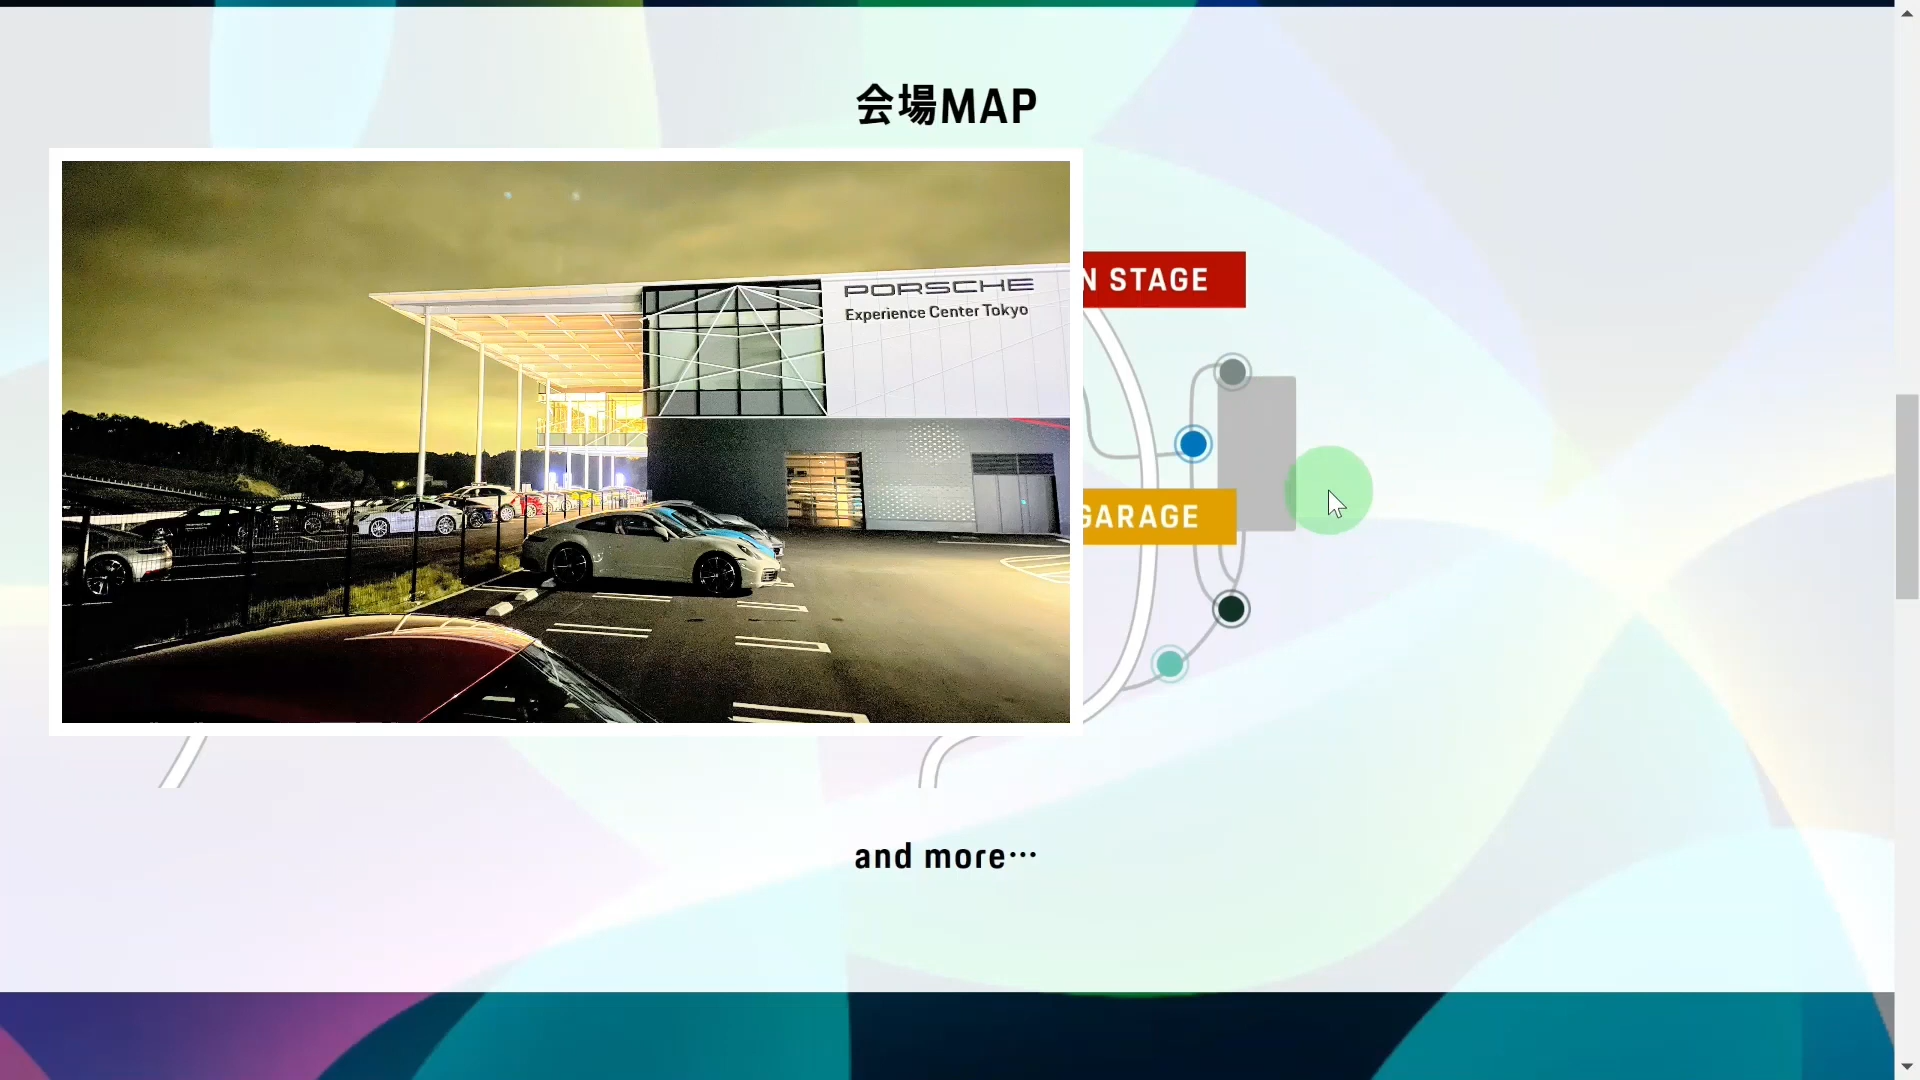 会場MAP
PORSCHE
Experience Center Tokyo
N STAGE
GARAGE
and more…